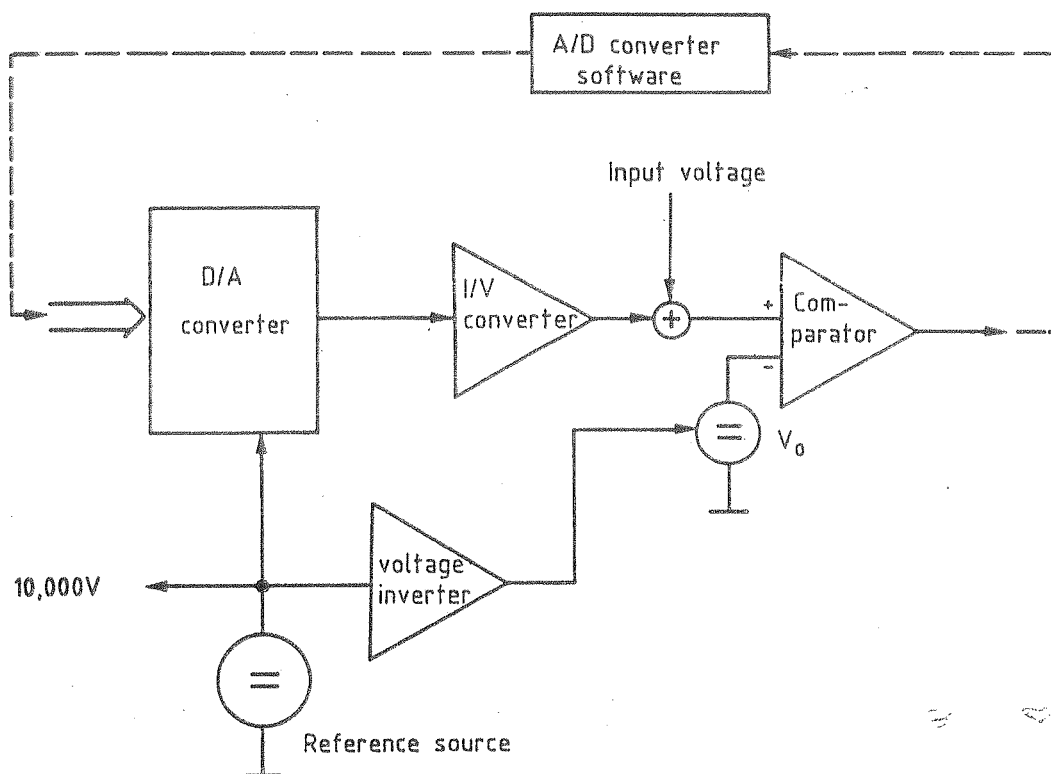 A/D converter
software
Input voltage
D/A
converter
I/V
converter
+
+
Com-
parator
-
=
V₀
10,000V
voltage
inverter
=
Reference source